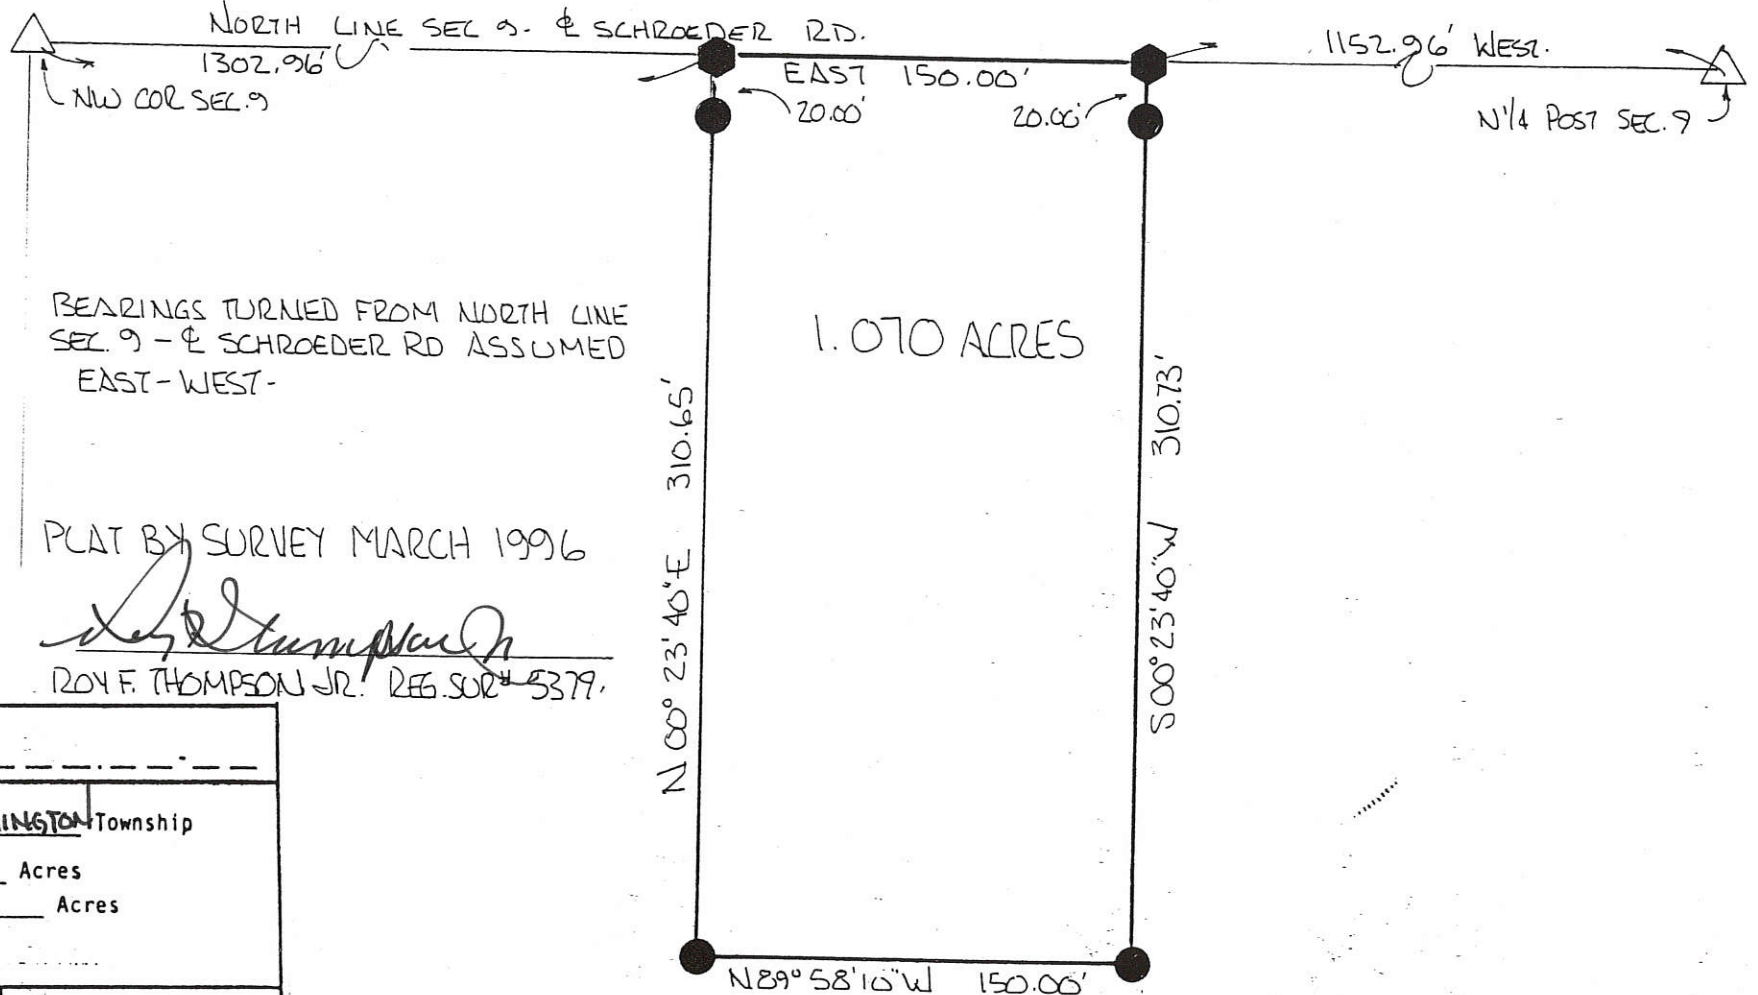 NORTH LINE SEC 9. ℄ SCHROEDER RD.
1302.96'
EAST 150.00'
1152.96' WEST.
NW COR SEC.9
20.00'
20.00'
N'1/4 POST SEC. 9
BEARINGS TURNED FROM NORTH LINE
SEC. 9 - ℄ SCHROEDER RD ASSUMED
EAST - WEST -
1.070 ACRES
N 00° 23' 40" E 310.65'
S 00° 23' 40" W 310.73'
PLAT BY SURVEY MARCH 1996
ROY F. THOMPSON JR. REG. SUR # 5379.
INGTON Township
Acres
Acres
N 89° 58' 10" W 150.00'